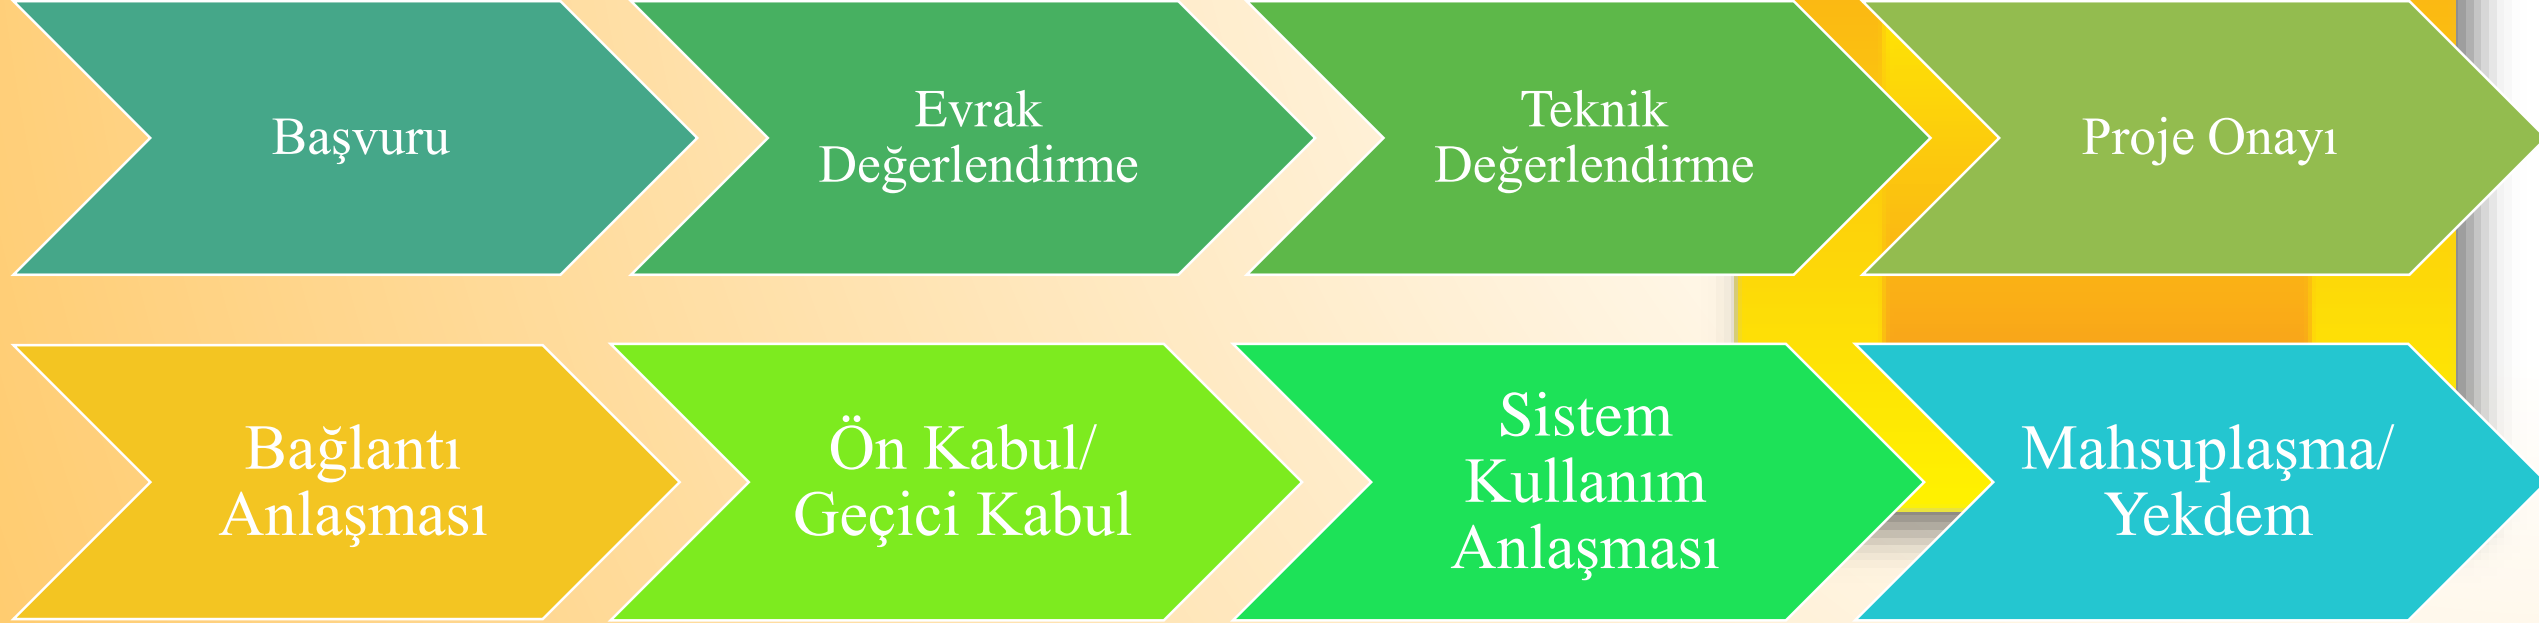 Başvuru
Evrak
Değerlendirme
Teknik
Değerlendirme
Proje Onayı
Bağlantı
Anlaşması
Ön Kabul/
Geçici Kabul
Sistem
Kullanım
Anlaşması
Mahsuplaşma/
Yekdem